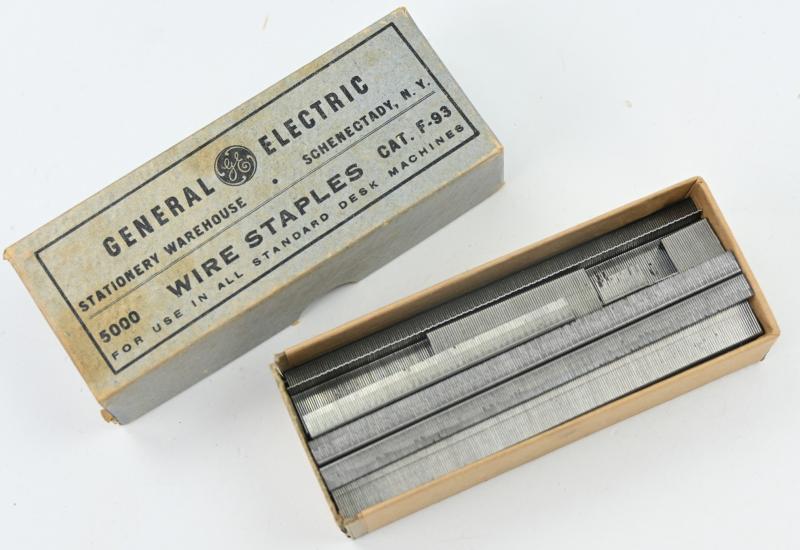 GENERAL GE ELECTRIC
STATIONERY WAREHOUSE • SCHENECTADY, N.Y.
5000 WIRE STAPLES CAT. F-93
FOR USE IN ALL STANDARD DESK MACHINES